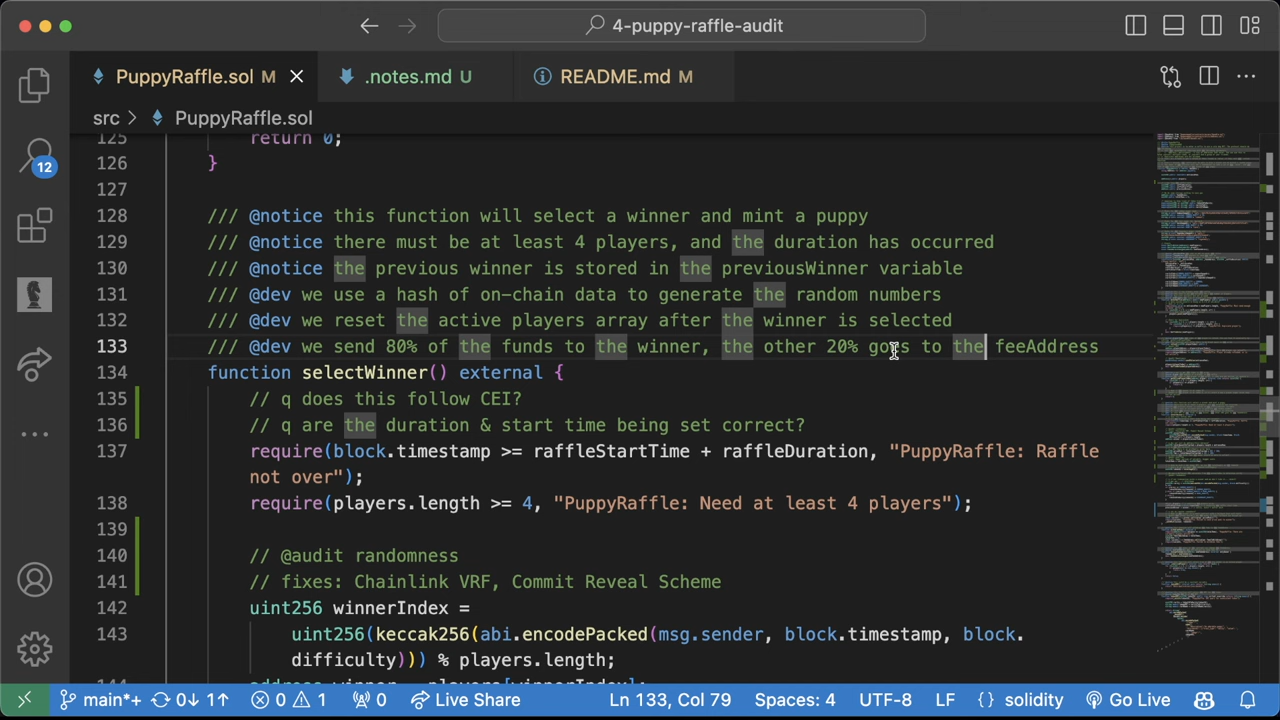 4-puppy-raffle-audit
PuppyRaffle.sol M
.notes.md U
README.md M
src > PuppyRaffle.sol
12
125 return 0;
126 }
127
128 /// @notice this function will select a winner and mint a puppy
129 /// @notice there must be at least 4 players, and the duration has occurred
130 /// @notice the previous winner is stored in the previousWinner variable
131 /// @dev we use a hash of on-chain data to generate the random numbers
132 /// @dev we reset the active players array after the winner is selected
133 /// @dev we send 80% of the funds to the winner, the other 20% goes to the feeAddress
134 function selectWinner() external {
135 // q does this follow CEI?
136 // q are the duration & start time being set correct?
137 require(block.timestamp >= raffleStartTime + raffleDuration, "PuppyRaffle: Raffle
not over");
138 require(players.length >= 4, "PuppyRaffle: Need at least 4 players");
139
140 // @audit randomness
141 // fixes: Chainlink VRF, Commit Reveal Scheme
142 uint256 winnerIndex =
143 uint256(keccak256(abi.encodePacked(msg.sender, block.timestamp, block.
difficulty))) % players.length;
144 address winner = players[winnerIndex];
main*+ 0↓ 1↑ 0 1 0 Live Share Ln 133, Col 79 Spaces: 4 UTF-8 LF {} solidity Go Live